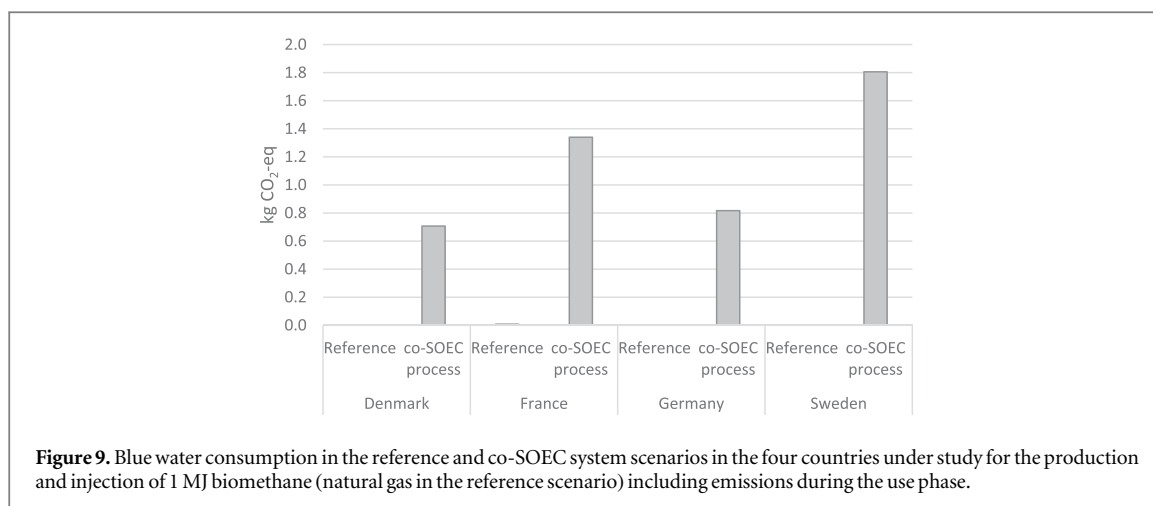 2.0
1.8
1.6
1.4
1.2
1.0
0.8
0.6
0.4
0.2
0.0
kg CO₂-eq
Reference co-SOEC Reference co-SOEC Reference co-SOEC Reference co-SOEC
process process process process
Denmark France Germany Sweden
Figure 9. Blue water consumption in the reference and co-SOEC system scenarios in the four countries under study for the production
and injection of 1 MJ biomethane (natural gas in the reference scenario) including emissions during the use phase.